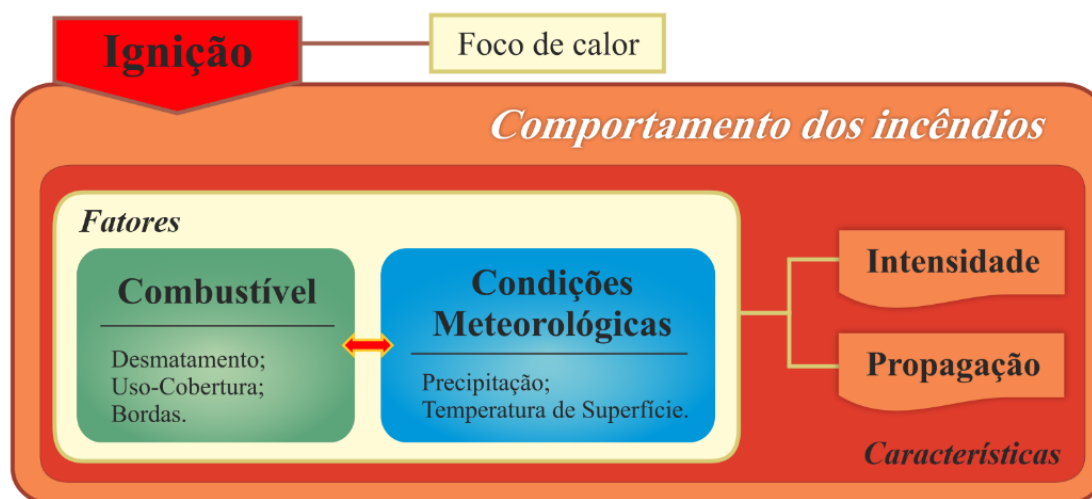 Ignição
Foco de calor
Comportamento dos incêndios
Fatores
Combustível
Desmatamento;
Uso-Cobertura;
Bordas.
Condições
Meteorológicas
Precipitação;
Temperatura de Superfície.
Intensidade
Propagação
Características